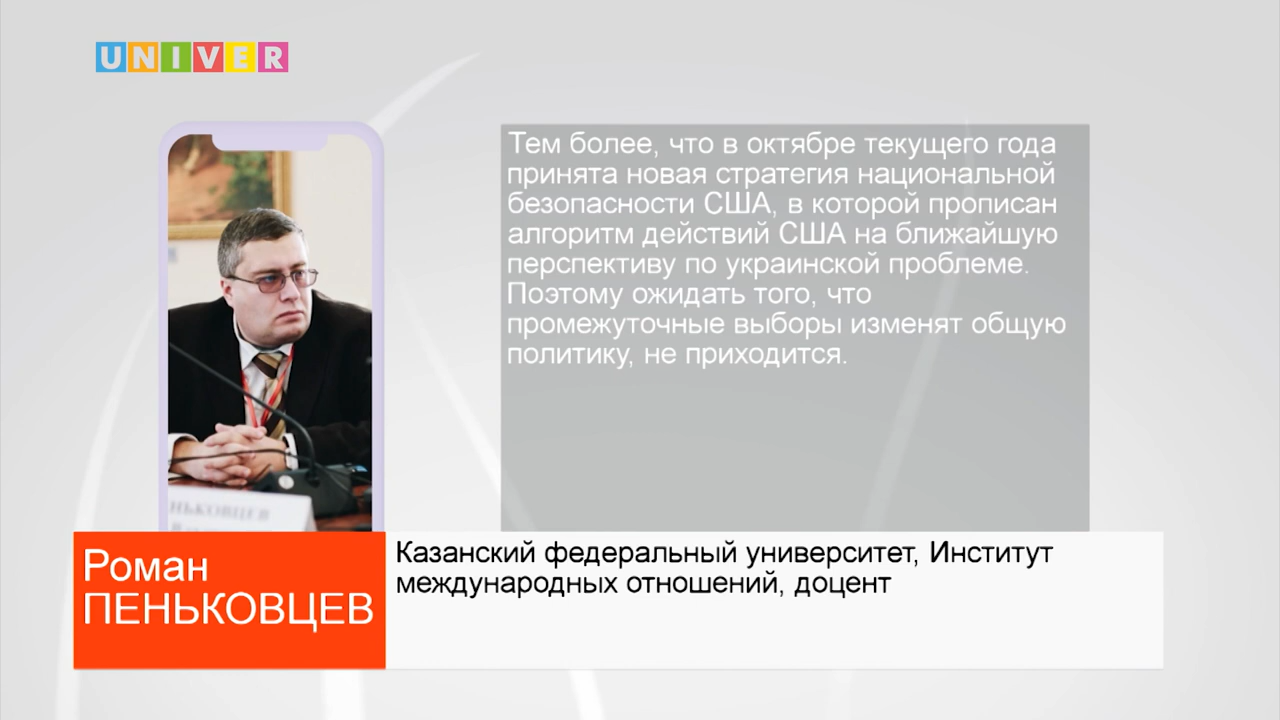 UNIVER
Тем более, что в октябре текущего года
принята новая стратегия национальной
безопасности США, в которой прописан
алгоритм действий США на ближайшую
перспективу по украинской проблеме.
Поэтому ожидать того, что
промежуточные выборы изменят общую
политику, не приходится.
НЬКОВЦЕВ
Роман
ПЕНЬКОВЦЕВ
Казанский федеральный университет, Институт
международных отношений, доцент